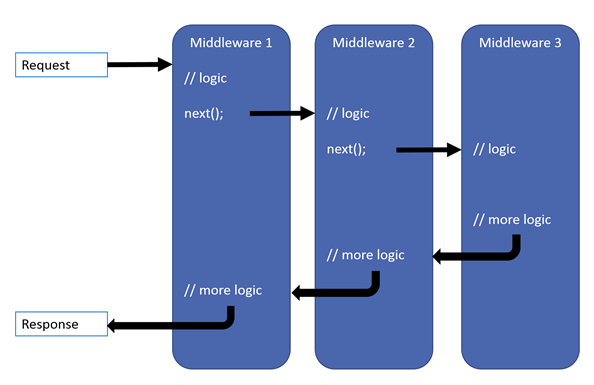 Middleware 1
Middleware 2
Middleware 3
Request
// logic
next();
// logic
next();
// logic
// more logic
// more logic
// more logic
Response